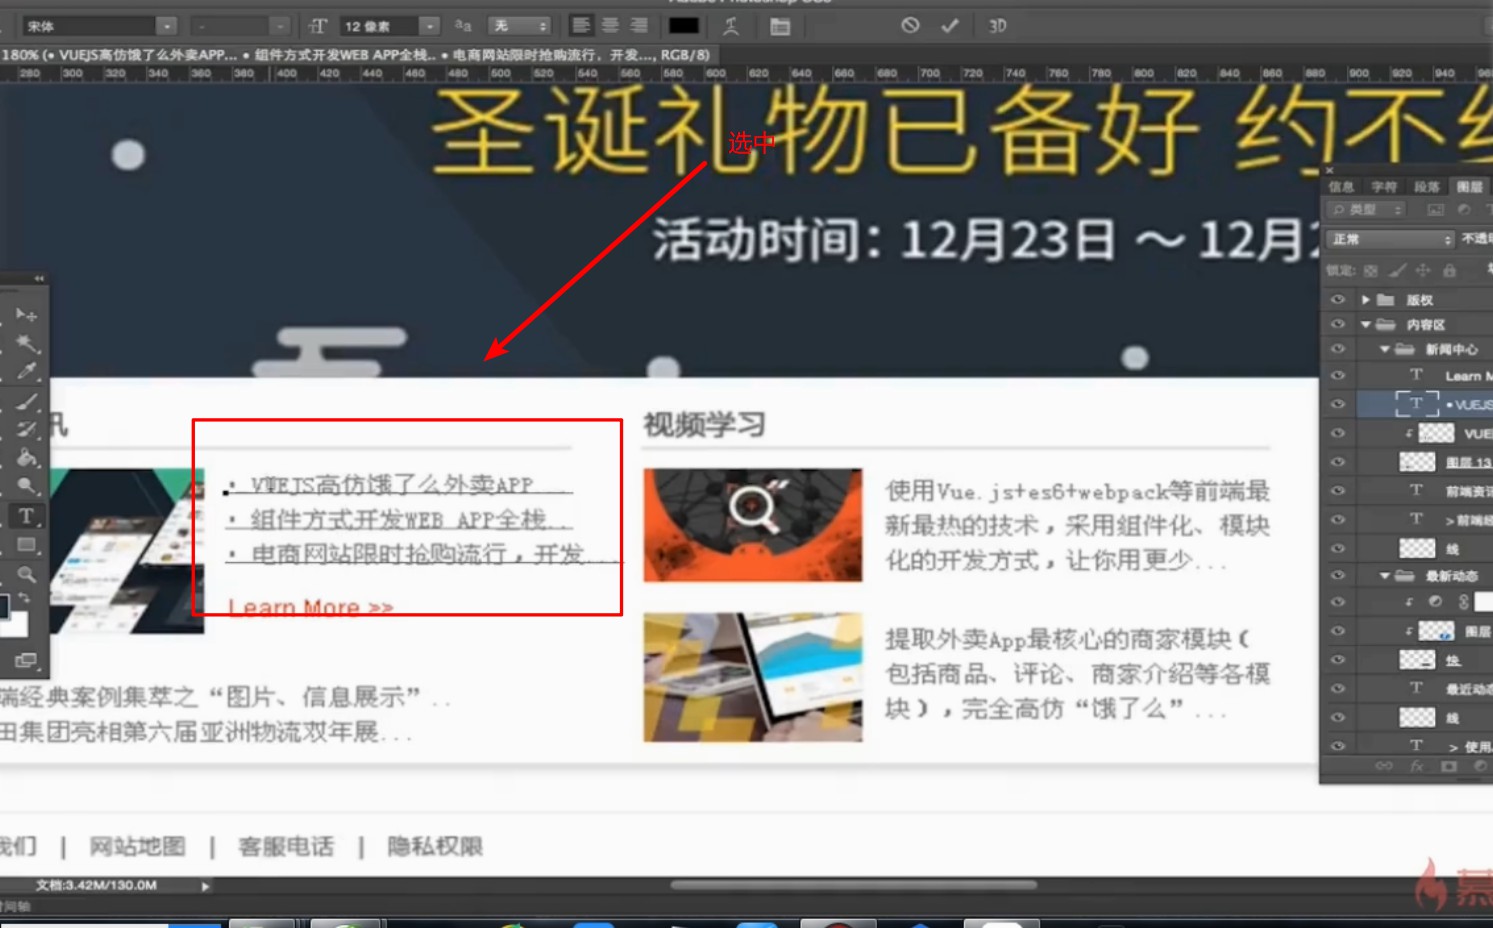 宋体
12 像素
aa
无
3D
180% (• VUEJS高仿饿了么外卖APP... • 组件方式开发WEB APP全栈.. • 电商网站限时抢购流行，开发..., RGB/8)
280 300 320 340 360 380 400 420 440 460 480 500 520 540 560 580 600 620 640 660 680 700 720 740 760 780 800 820 840 860 880 900 920 940 960
圣诞礼物已备好 约不
选中
活动时间：12月23日 ～ 12月2
讯
• VUEJS高仿饿了么外卖APP...
• 组件方式开发WEB APP全栈..
• 电商网站限时抢购流行，开发...
Learn More >>
端经典案例集萃之“图片、信息展示”..
田集团亮相第六届亚洲物流双年展...
视频学习
使用Vue.js+es6+webpack等前端最
新最热的技术，采用组件化、模块
化的开发方式，让你用更少...
提取外卖App最核心的商家模块（
包括商品、评论、商家介绍等各模
块），完全高仿“饿了么”...
我们 | 网站地图 | 客服电话 | 隐私权限
信息 字符 段落 图层
类型
正常 不透明
锁定:
版权
内容区
新闻中心
Learn M
• VUEJS
VUE
图层 13
前端资讯
> 前端经
线
最新动态
图层
快
最近动态
线
> 使用
文档:3.42M/130.0M
时间轴
慕